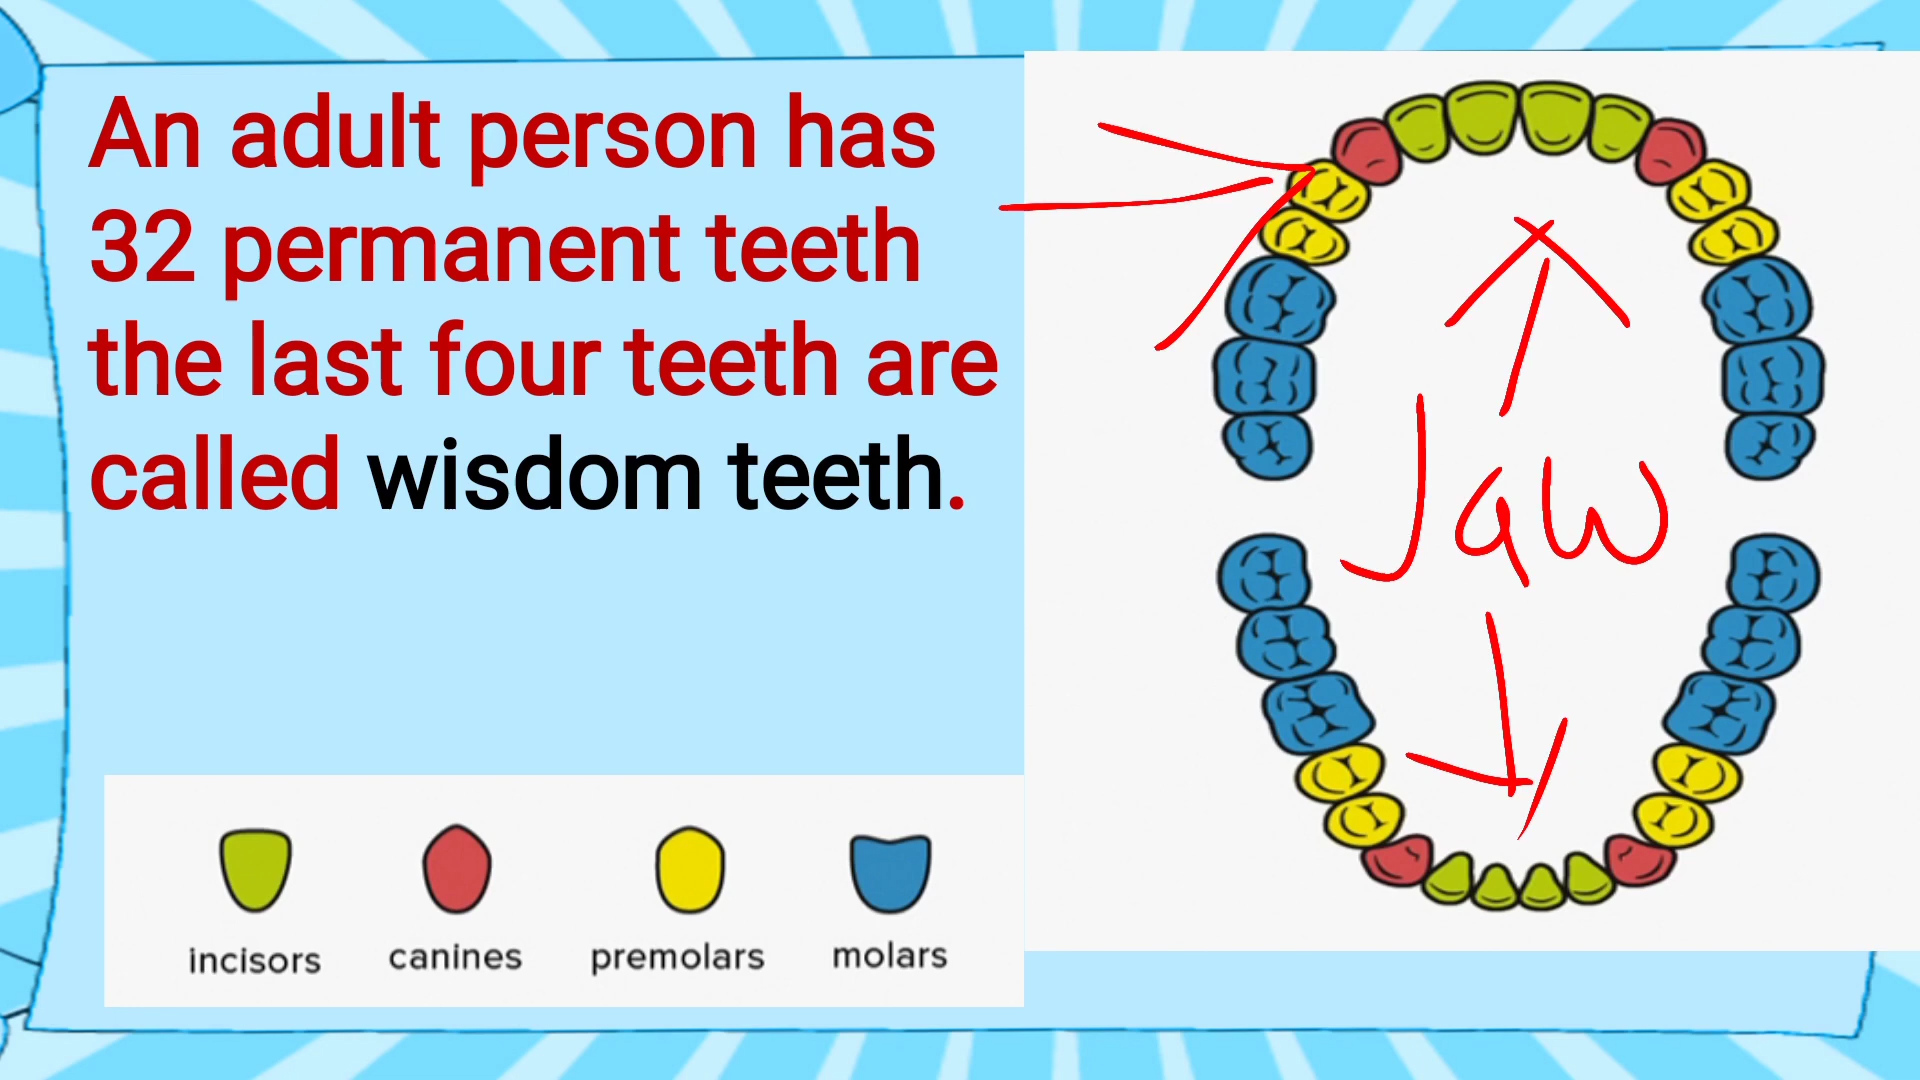 An adult person has
32 permanent teeth
the last four teeth are
called wisdom teeth.
Jaw
incisors
canines
premolars
molars